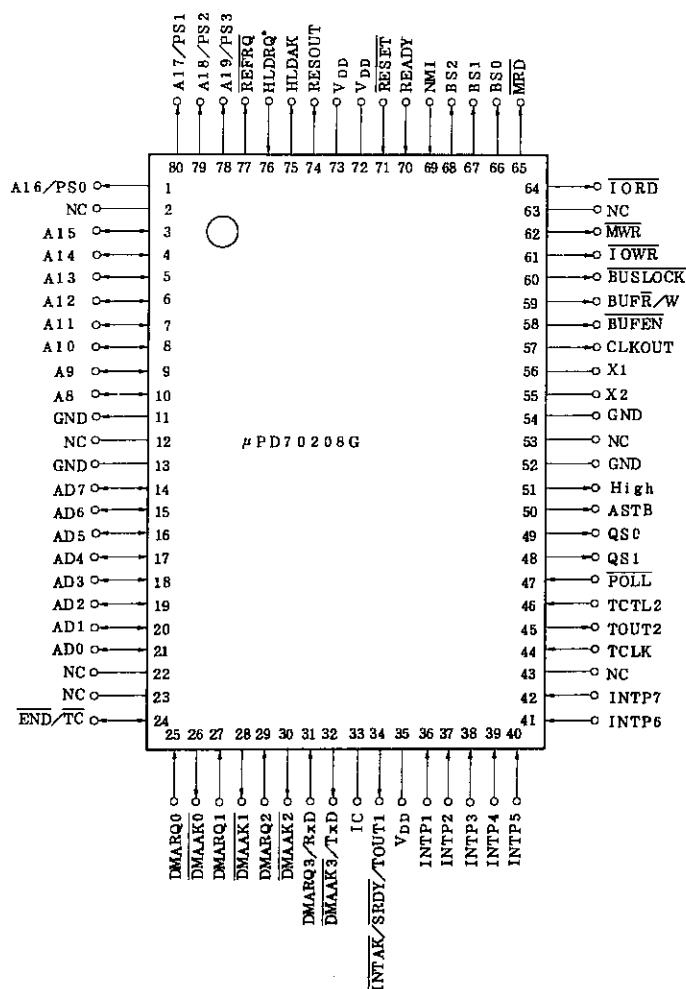 A17/PS1
A18/PS2
A19/PS3
REFRQ
HLDRQ*
HLDAK
RESOUT
VDD
VDD
RESET
READY
NMI
BS2
BS1
BS0
MRD
80 79 78 77 76 75 74 73 72 71 70 69 68 67 66 65
A16/PS0 1
NC 2
A15 3
A14 4
A13 5
A12 6
A11 7
A10 8
A9 9
A8 10
GND 11
NC 12
GND 13
AD7 14
AD6 15
AD5 16
AD4 17
AD3 18
AD2 19
AD1 20
AD0 21
NC 22
NC 23
END/TC 24
μPD70208G
64 IORD
63 NC
62 MWR
61 IOWR
60 BUSLOCK
59 BUFR/W
58 BUFEN
57 CLKOUT
56 X1
55 X2
54 GND
53 NC
52 GND
51 High
50 ASTB
49 QS0
48 QS1
47 POLL
46 TCTL2
45 TOUT2
44 TCLK
43 NC
42 INTP7
41 INTP6
25 26 27 28 29 30 31 32 33 34 35 36 37 38 39 40
DMARQ0
DMAAK0
DMARQ1
DMAAK1
DMARQ2
DMAAK2
DMARQ3/RxD
DMAAK3/TxD
IC
INTAK/SRDY/TOUT1
VDD
INTP1
INTP2
INTP3
INTP4
INTP5